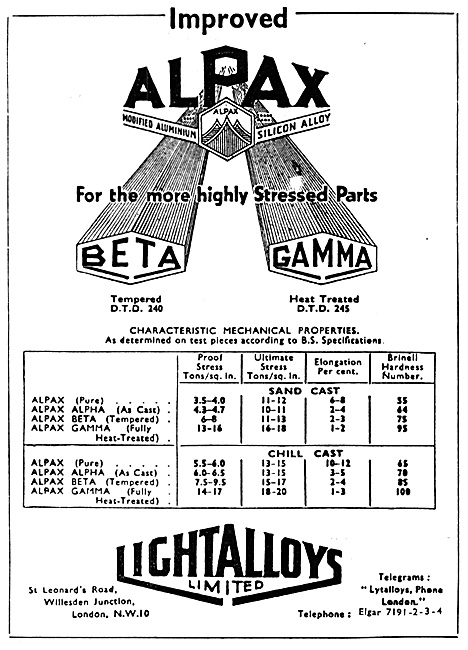 Improved
ALPAX
ALPAX
MODIFIED ALUMINIUM SILICON ALLOY
For the more highly Stressed Parts
BETA GAMMA
Tempered Heat Treated
D.T.D. 240 D.T.D. 245
CHARACTERISTIC MECHANICAL PROPERTIES.
As determined on test pieces according to B.S. Specifications.
Proof Ultimate Elongation Brinell
Stress Stress Per cent. Hardness
Tons/sq. In. Tons/sq. In. Number.
SAND CAST
ALPAX (Pure) . . . . . 3.5–4.0 11–12 6–8 55
ALPAX ALPHA (As Cast) . 4.3–4.7 10–11 2–4 64
ALPAX BETA (Tempered) . 6–8 11–13 2–3 75
ALPAX GAMMA (Fully 13–16 16–18 1–2 95
Heat-Treated) .
CHILL CAST
ALPAX (Pure) . . . . . 5.5–6.0 13–15 10–12 65
ALPAX ALPHA (As Cast) . 6.0–6.5 13–15 3–5 70
ALPAX BETA (Tempered) . 7.5–9.5 15–17 2–4 85
ALPAX GAMMA (Fully 14–17 18–20 1–3 100
Heat-Treated) .
LIGHTALLOYS
LIMITED
St Leonard's Road,
Willesden Junction,
London, N.W.10
Telegrams :
"Lytalloys, Phone
London."
Telephone : Elgar 7191-2-3-4